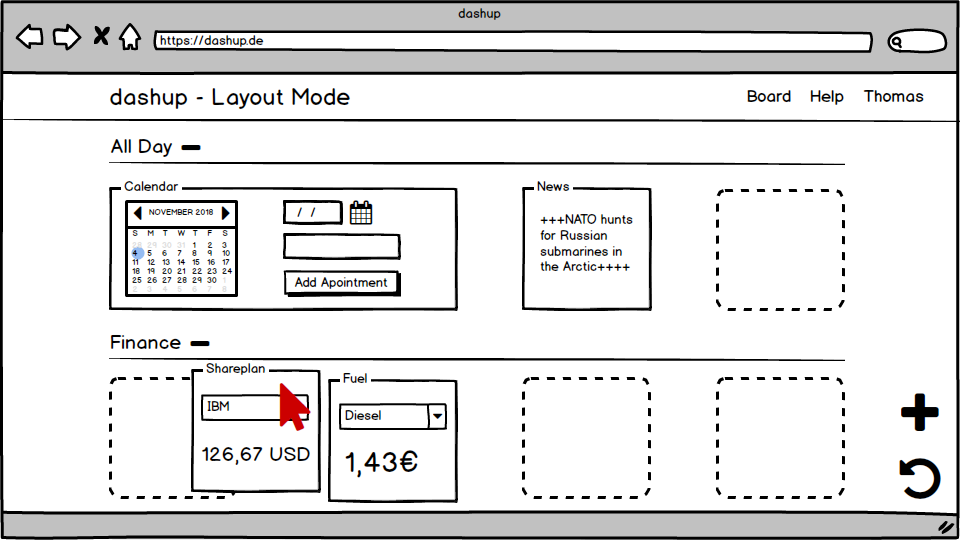 dashup
https://dashup.de
dashup - Layout Mode
Board Help Thomas
All Day
Calendar
NOVEMBER 2018
S M T W T F S
28 29 30 31 1 2 3
4 5 6 7 8 9 10
11 12 13 14 15 16 17
18 19 20 21 22 23 24
25 26 27 28 29 30 1
2 3 4 5 6 7 8
/ /
Add Apointment
News
+++NATO hunts
for Russian
submarines in
the Arctic++++
Finance
Shareplan
IBM
126,67 USD
Fuel
Diesel
1,43€